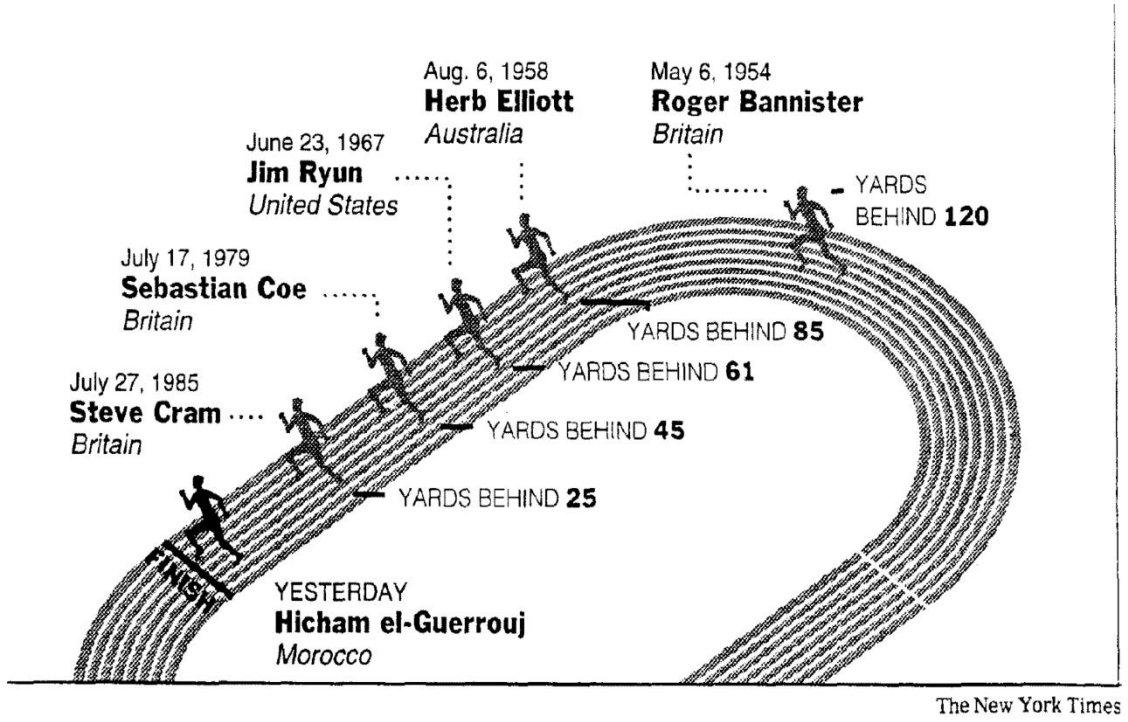 Aug. 6, 1958
Herb Elliott
Australia
May 6, 1954
Roger Bannister
Britain
June 23, 1967
Jim Ryun
United States
YARDS
BEHIND 120
July 17, 1979
Sebastian Coe
Britain
YARDS BEHIND 85
YARDS BEHIND 61
July 27, 1985
Steve Cram
Britain
YARDS BEHIND 45
YARDS BEHIND 25
FINISH
YESTERDAY
Hicham el-Guerrouj
Morocco
The New York Times